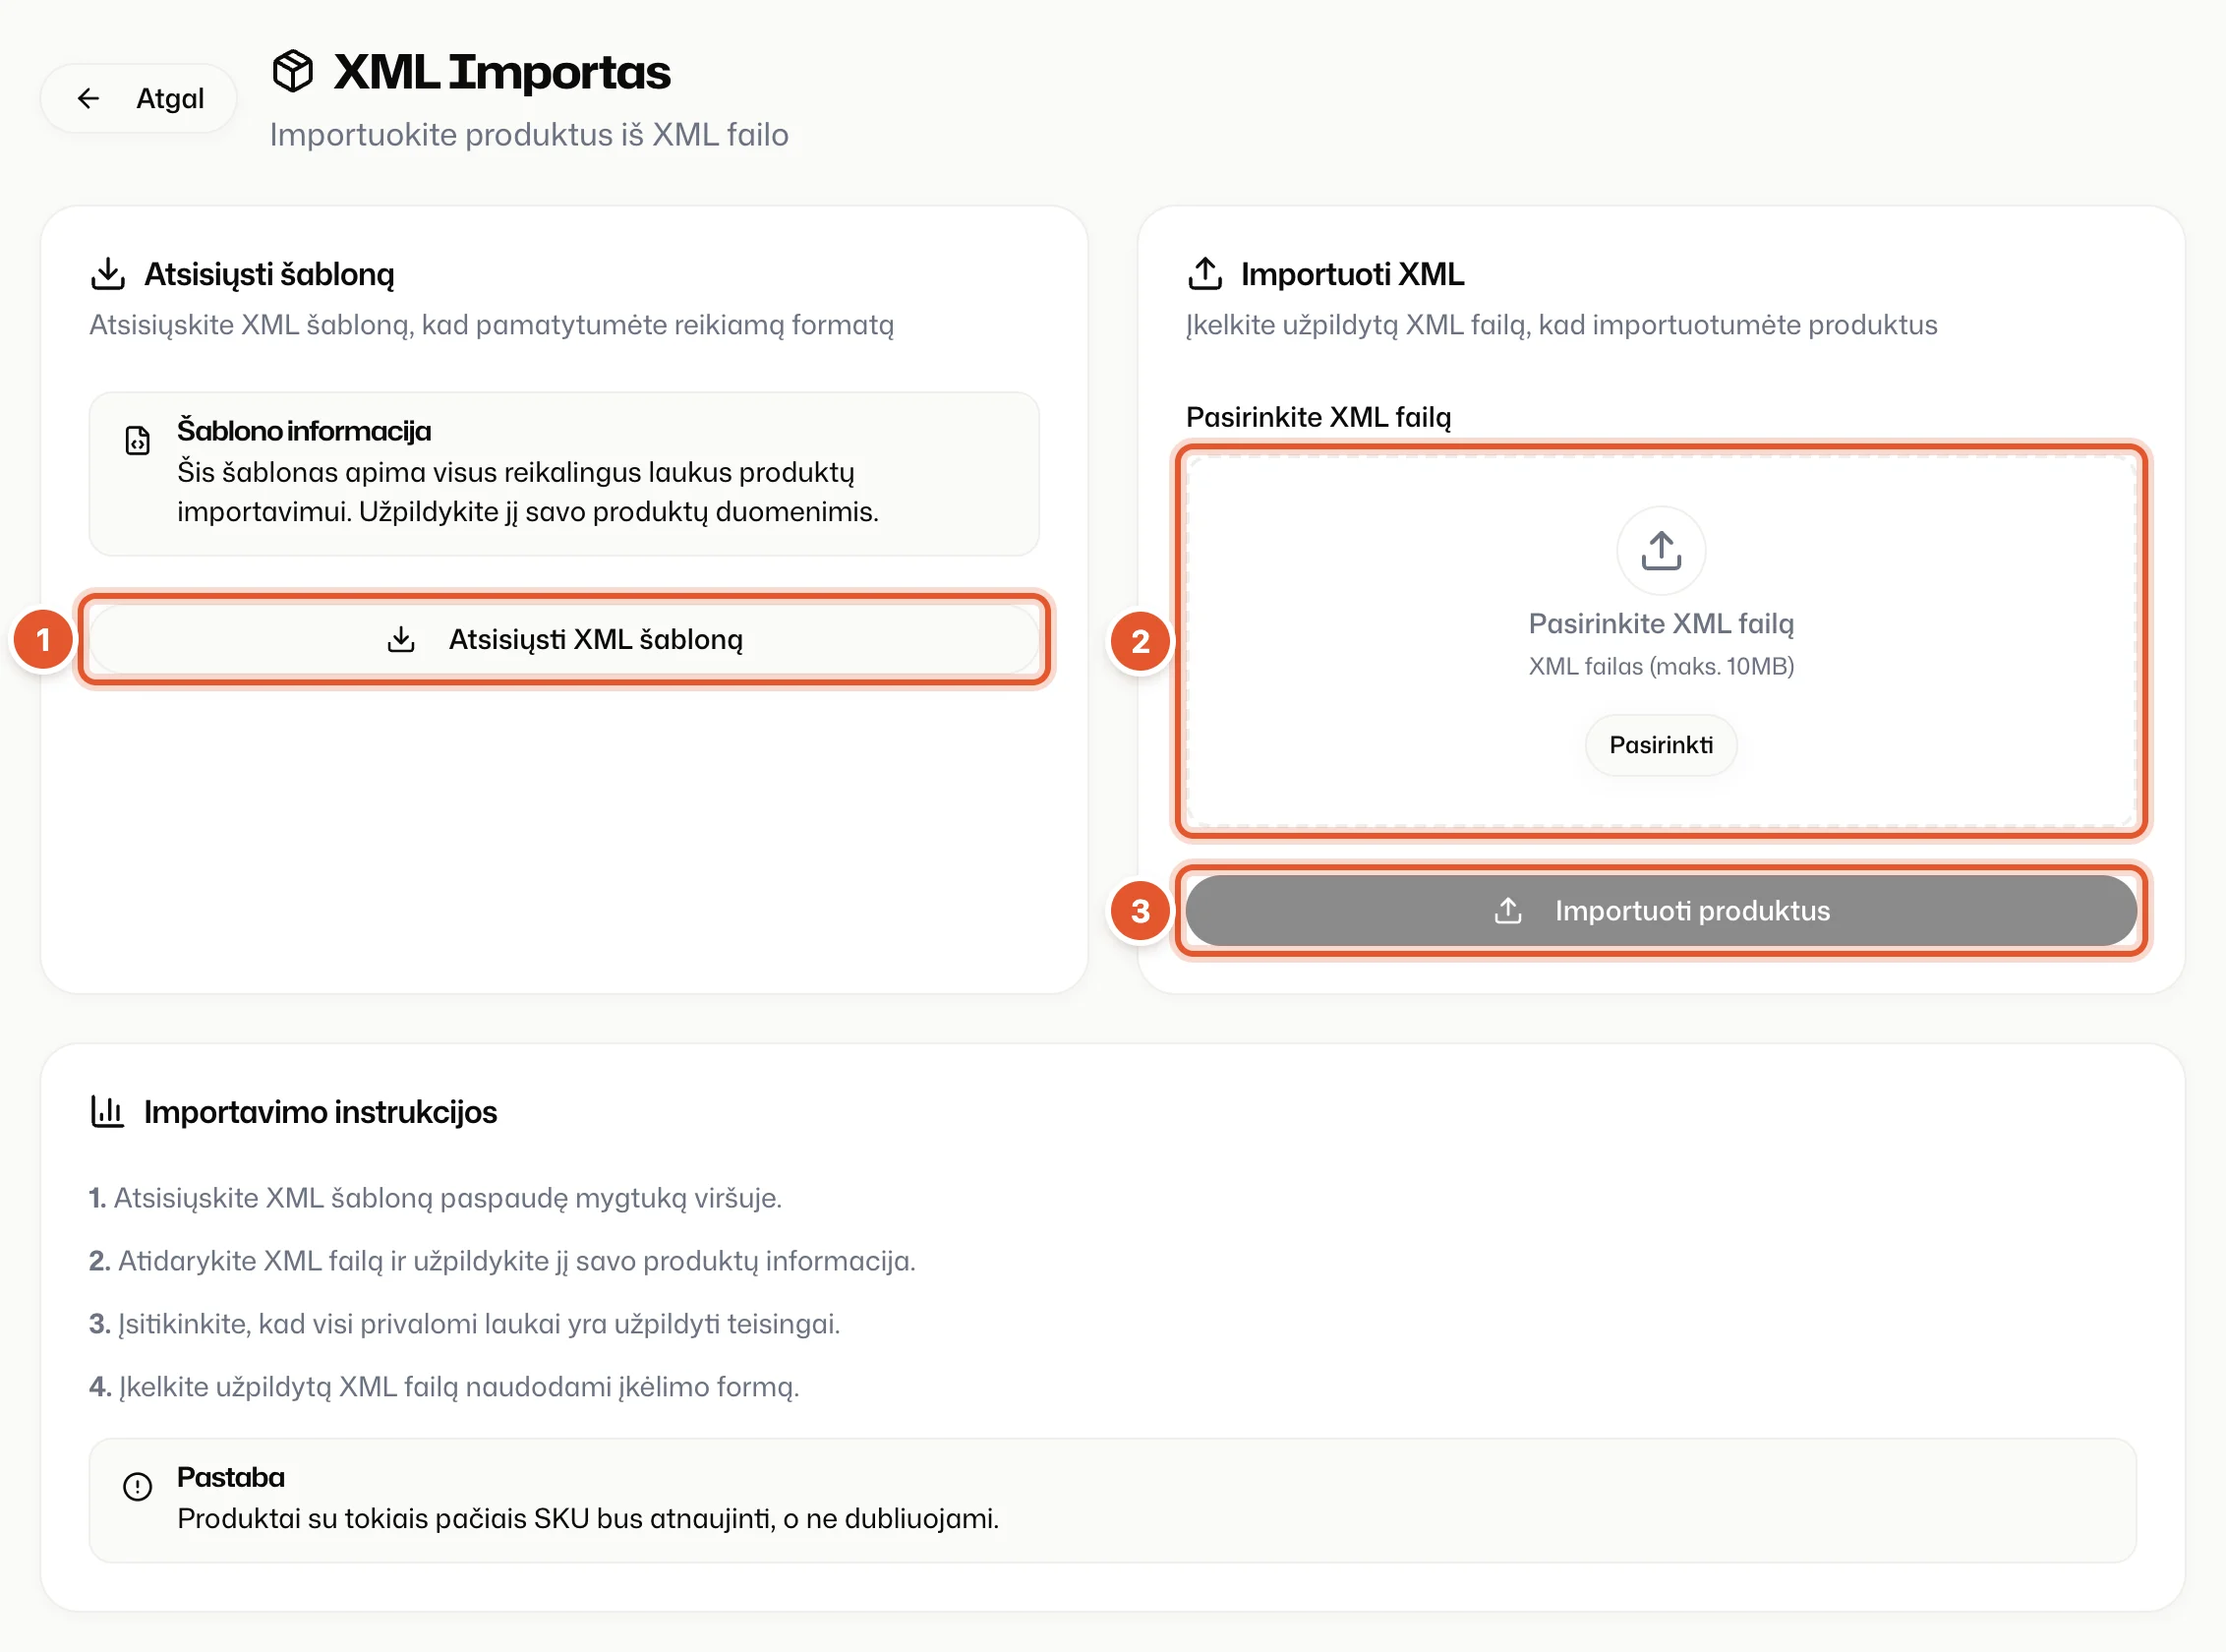 Atgal
XML Importas
Importuokite produktus iš XML failo
Atsisiųsti šabloną
Atsisiųskite XML šabloną, kad pamatytumėte reikiamą formatą
Šablono informacija
Šis šablonas apima visus reikalingus laukus produktų
importavimui. Užpildykite jį savo produktų duomenimis.
1
Atsisiųsti XML šabloną
Importuoti XML
Įkelkite užpildytą XML failą, kad importuotumėte produktus
Pasirinkite XML failą
2
Pasirinkite XML failą
XML failas (maks. 10MB)
Pasirinkti
3
Importuoti produktus
Importavimo instrukcijos
1. Atsisiųskite XML šabloną paspaudę mygtuką viršuje.
2. Atidarykite XML failą ir užpildykite jį savo produktų informacija.
3. Įsitikinkite, kad visi privalomi laukai yra užpildyti teisingai.
4. Įkelkite užpildytą XML failą naudodami įkėlimo formą.
Pastaba
Produktai su tokiais pačiais SKU bus atnaujinti, o ne dubliuojami.